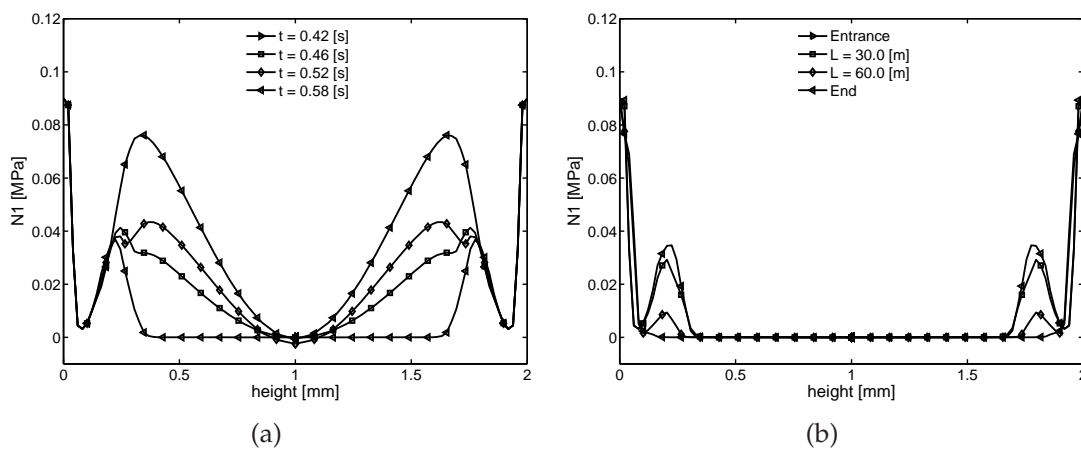 0.12
0.1
0.08
0.06
0.04
0.02
0
N1 [MPa]
t = 0.42 [s]
t = 0.46 [s]
t = 0.52 [s]
t = 0.58 [s]
0 0.5 1 1.5 2
height [mm]
(a)
0.12
0.1
0.08
0.06
0.04
0.02
0
N1 [MPa]
Entrance
L = 30.0 [m]
L = 60.0 [m]
End
0 0.5 1 1.5 2
height [mm]
(b)